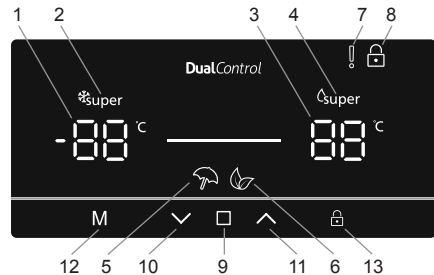 1 2 3 4 7 8
DualControl
super super
-88 °C 88 °C
M
12 5 10 9 11 6 13